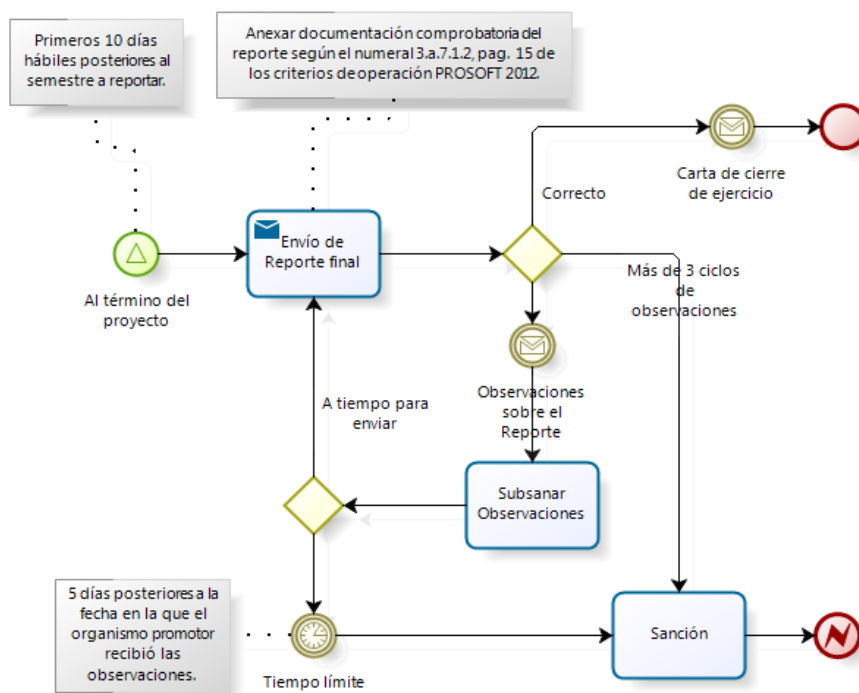 Primeros 10 días
hábiles posteriores al
semestre a reportar.
Anexar documentación comprobatoria del
reporte según el numeral 3.a.7.1.2, pag. 15 de
los criterios de operación PROSOFT 2012.
Carta de cierre
de ejercicio
Correcto
Envío de
Reporte final
Más de 3 ciclos
de
observaciones
Al término del
proyecto
Observaciones
sobre el
Reporte
A tiempo para
enviar
Subsanar
Observaciones
5 días posteriores a la
fecha en la que el
organismo promotor
recibió las
observaciones.
Sanción
Tiempo límite